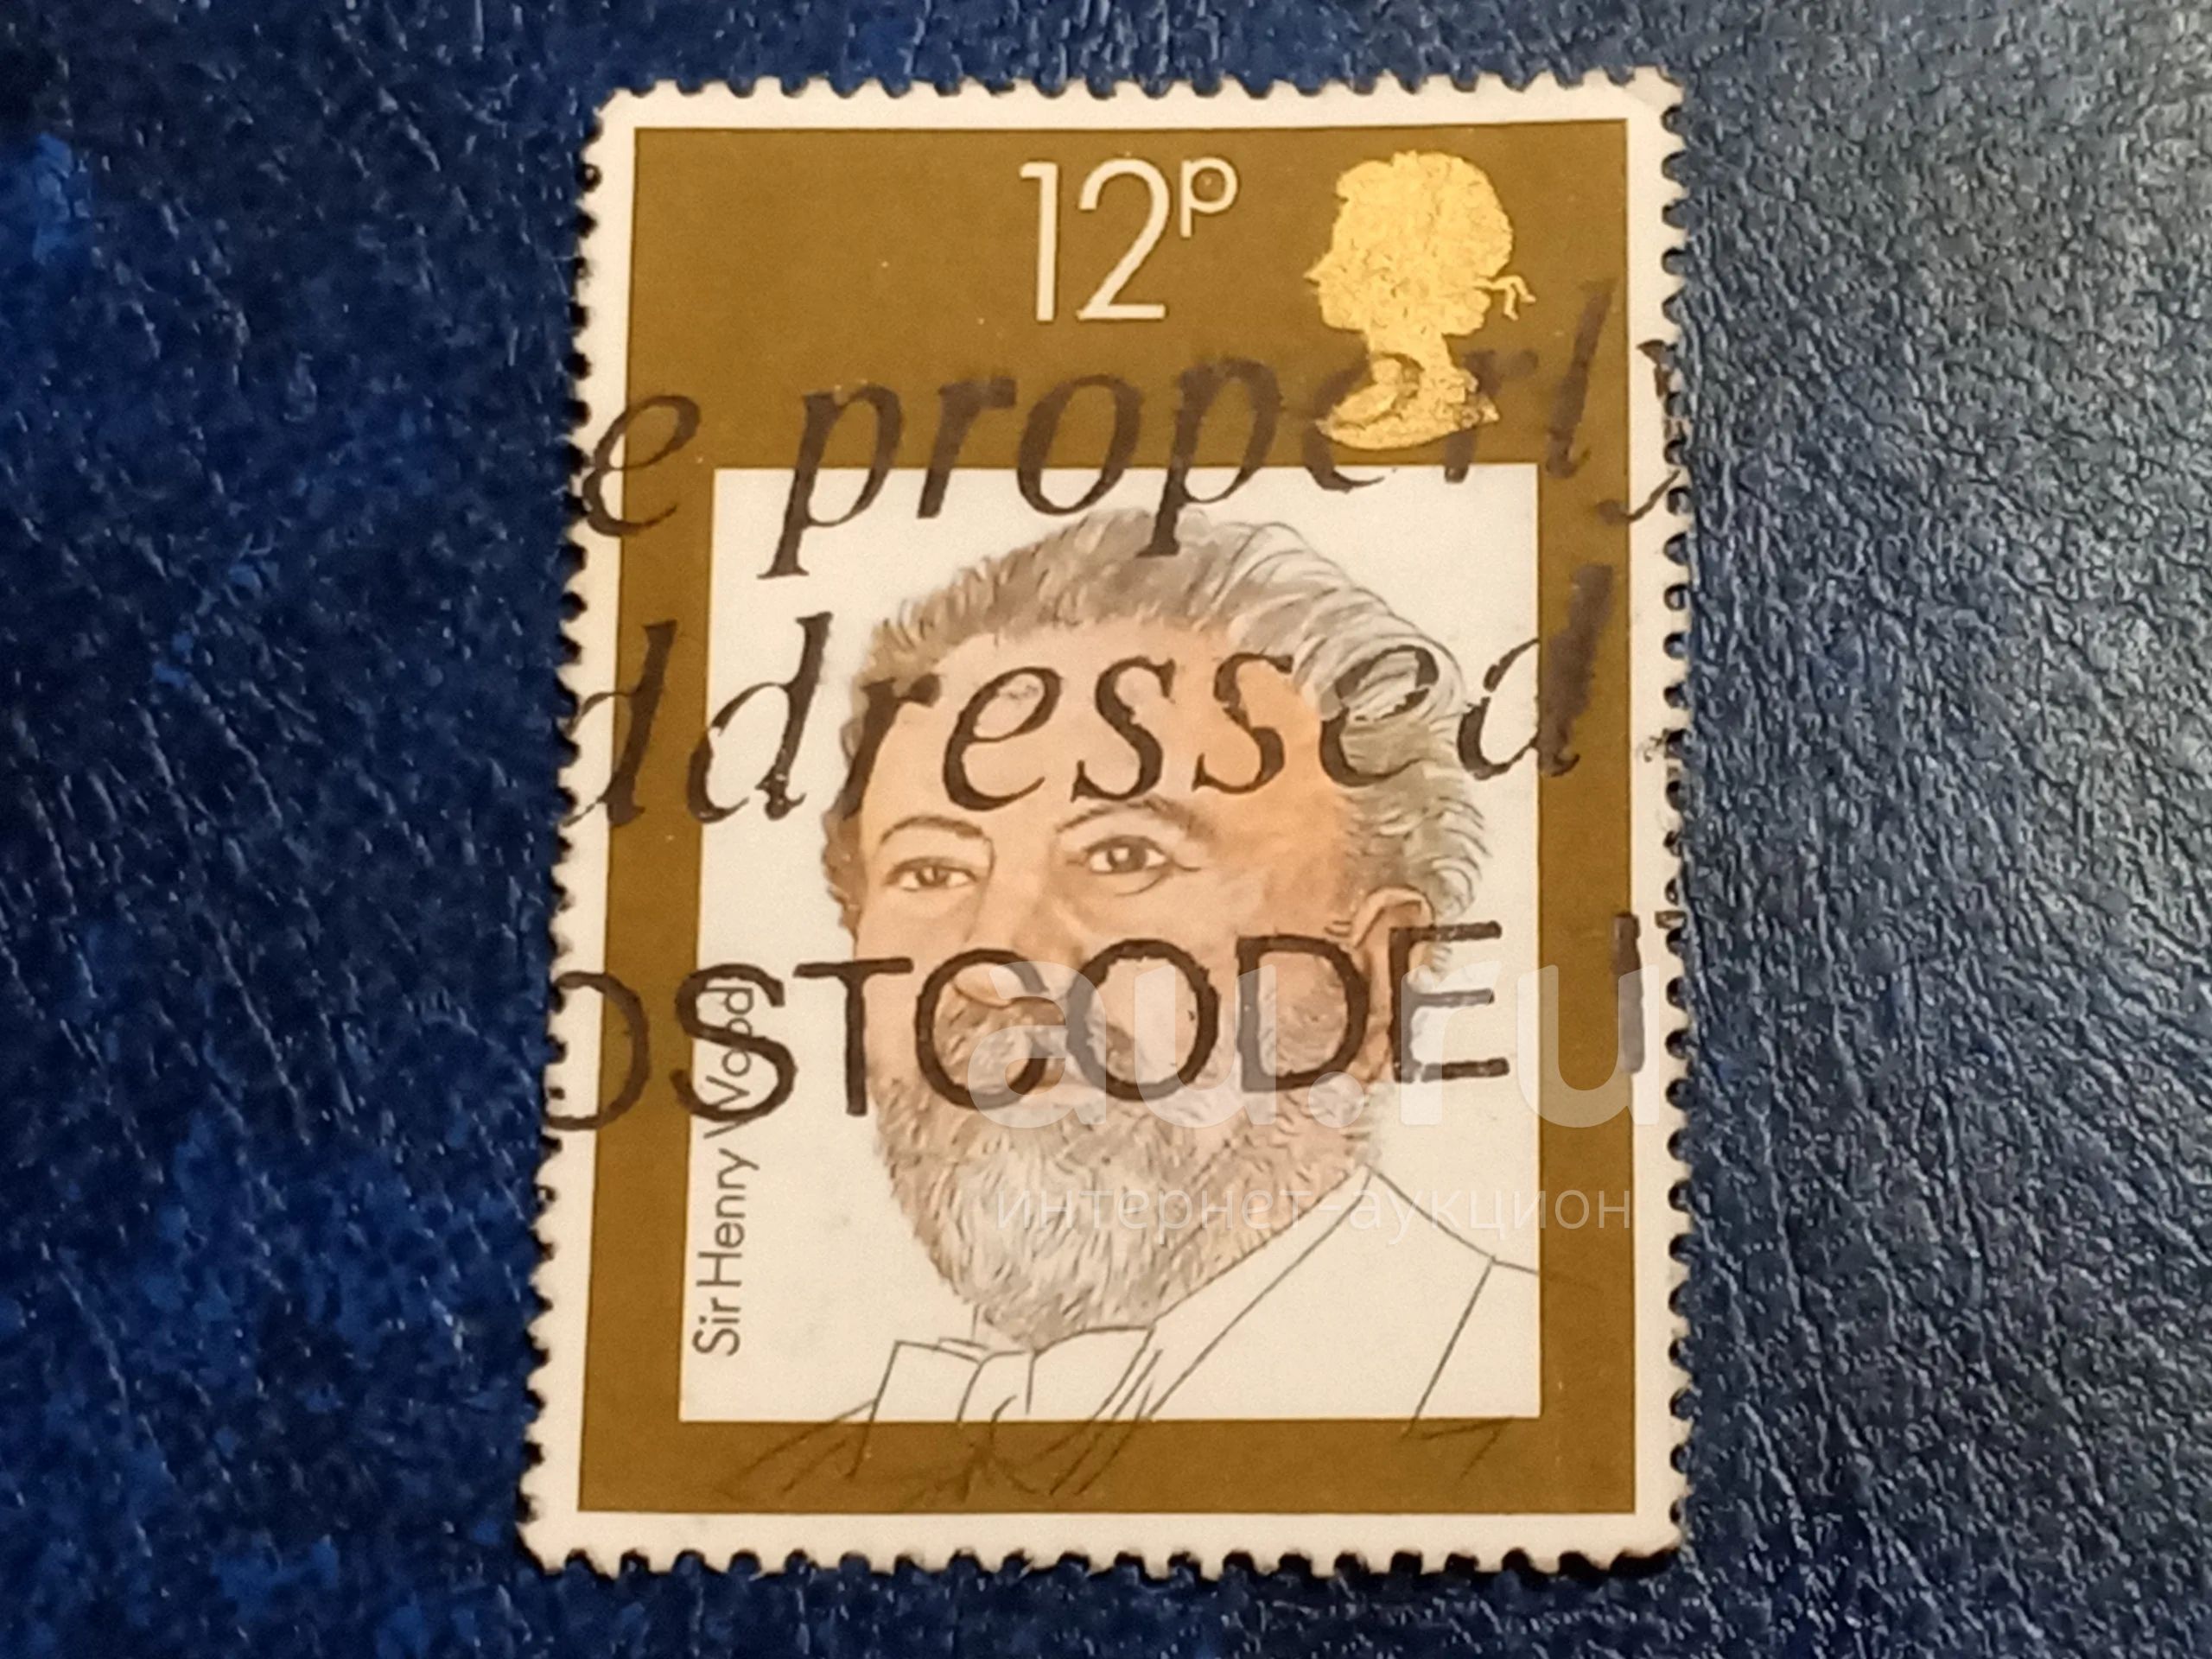 12p
e properly
ddressed
OSTCODE I
Sir Henry Wood
au.ru
интернет-аукцион